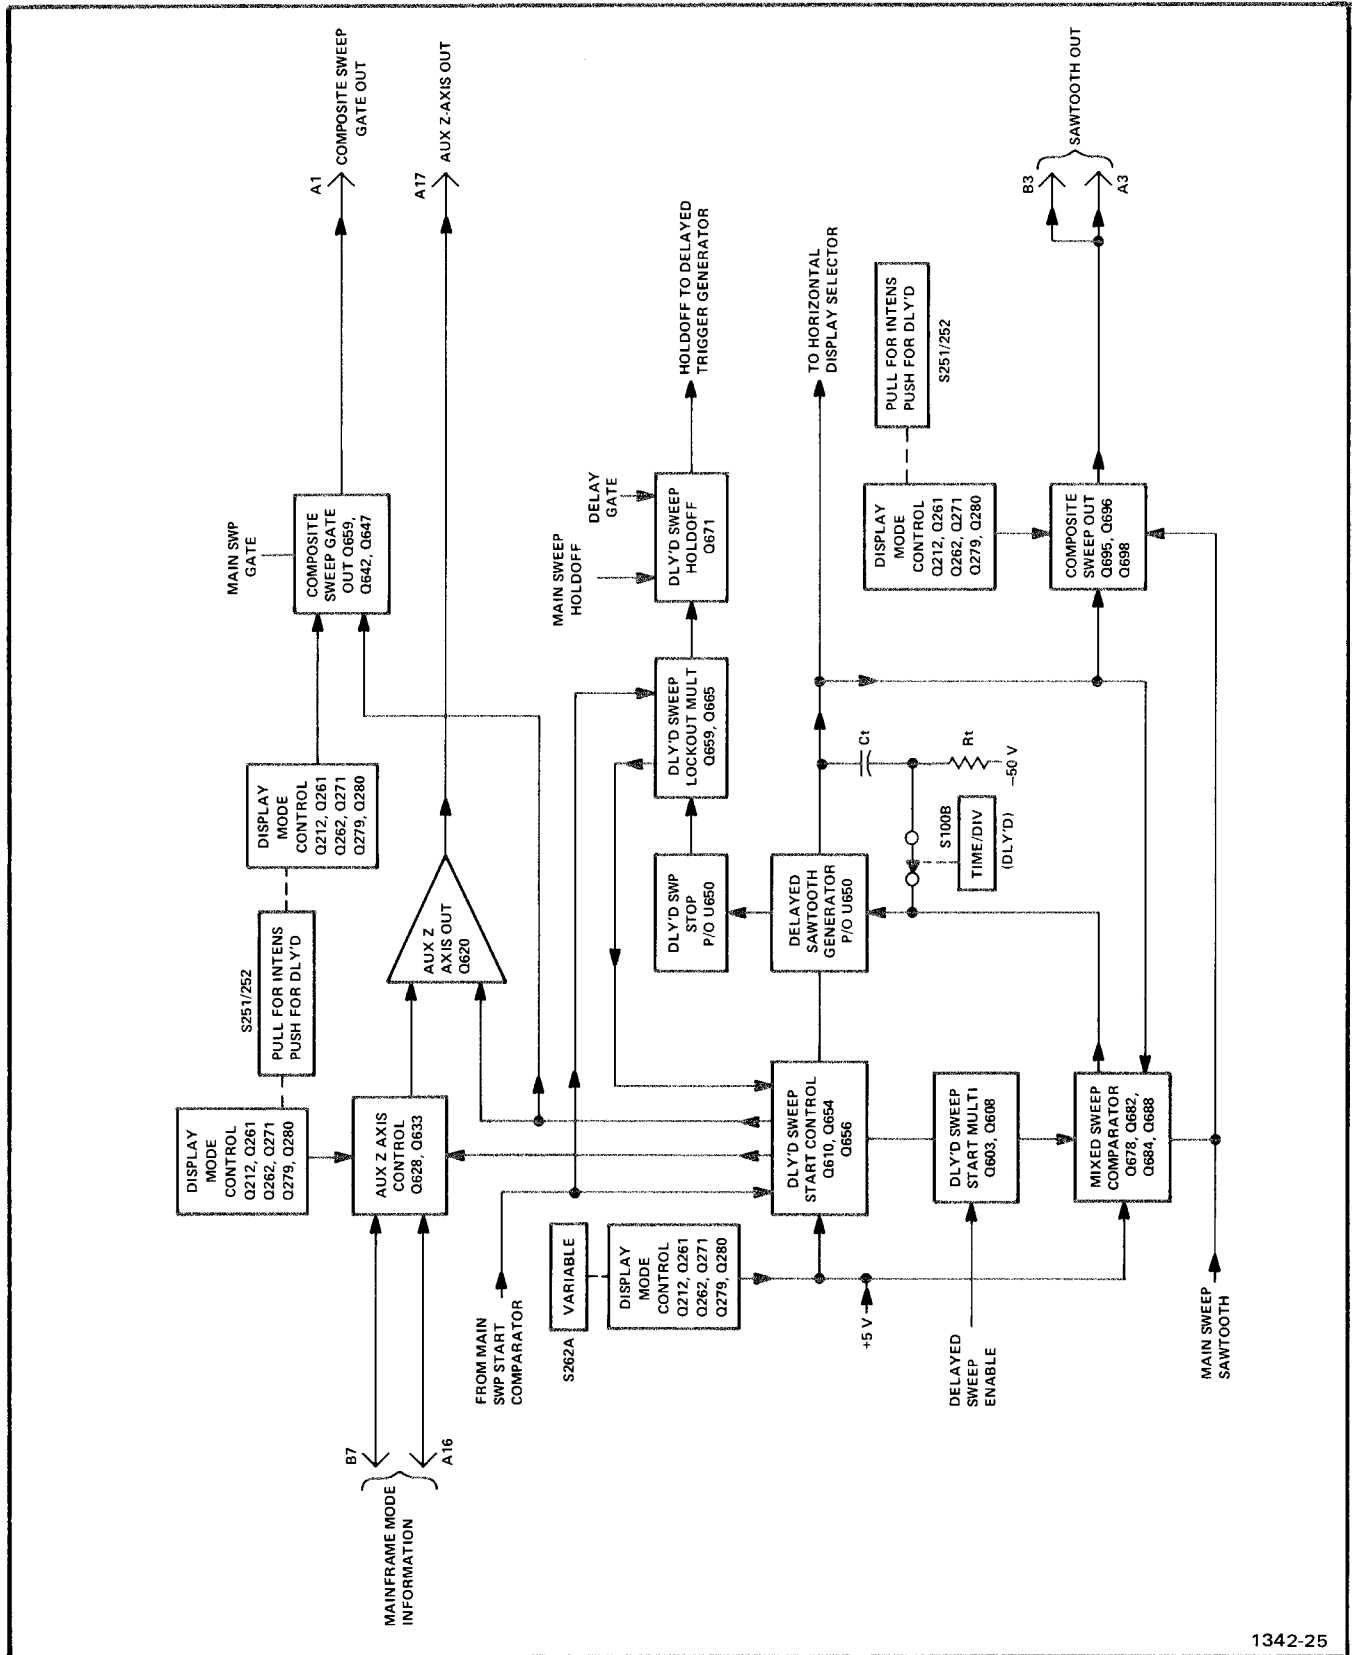 COMPOSITE SWEEP
GATE OUT
A1
AUX Z-AXIS OUT
A17
MAIN SWP
GATE
COMPOSITE
SWEEP GATE
OUT Q659,
Q642, Q647
DISPLAY
MODE
CONTROL
Q212, Q261
Q262, Q271
Q279, Q280
S251/252
PULL FOR INTENS
PUSH FOR DLY'D
AUX Z
AXIS OUT
Q620
DISPLAY
MODE
CONTROL
Q212, Q261
Q262, Q271
Q279, Q280
AUX Z AXIS
CONTROL
Q628, Q633
B7
A16
MAINFRAME MODE
INFORMATION
HOLDOFF TO DELAYED
TRIGGER GENERATOR
DELAY
GATE
MAIN SWEEP
HOLDOFF
DLY'D SWEEP
HOLDOFF
Q671
DLY'D SWEEP
LOCKOUT MULT
Q659, Q665
DLY'D SWP
STOP
P/O U650
FROM MAIN
SWP START
COMPARATOR
TO HORIZONTAL
DISPLAY SELECTOR
Ct
Rt
-50 V
S100B
TIME/DIV
(DLY'D)
DELAYED
SAWTOOTH
GENERATOR
P/O U650
DLY'D SWEEP
START CONTROL
Q610, Q654
Q656
S262A
VARIABLE
DISPLAY
MODE
CONTROL
Q212, Q261
Q262, Q271
Q279, Q280
+5 V
DLY'D SWEEP
START MULTI
Q603, Q608
DELAYED
SWEEP
ENABLE
MIXED SWEEP
COMPARATOR
Q678, Q682,
Q684, Q688
MAIN SWEEP
SAWTOOTH
PULL FOR INTENS
PUSH FOR DLY'D
S251/252
DISPLAY
MODE
CONTROL
Q212, Q261
Q262, Q271
Q279, Q280
COMPOSITE
SWEEP OUT
Q695, Q696
Q698
B3
A3
SAWTOOTH OUT
1342-25